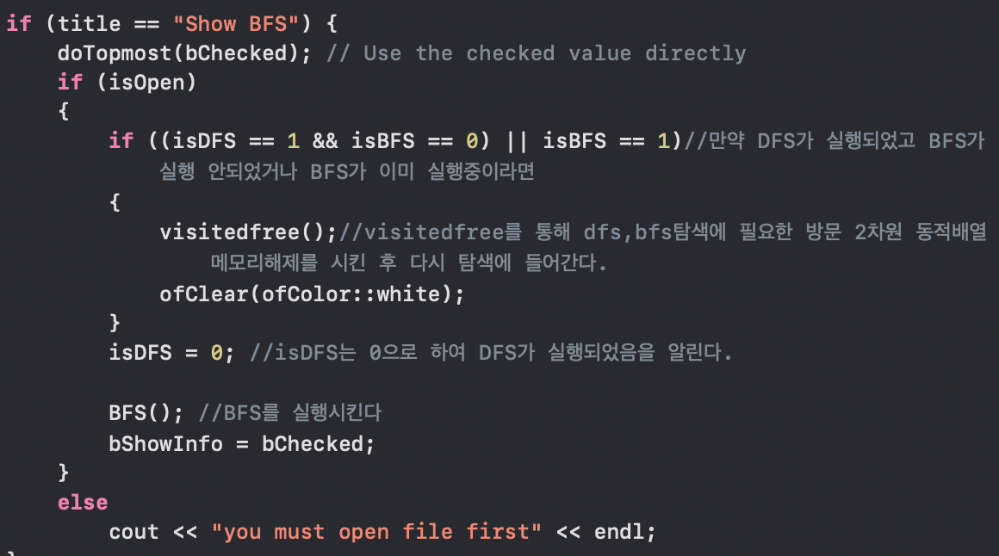 if (title == "Show BFS") {
    doTopmost(bChecked); // Use the checked value directly
    if (isOpen)
    {
        if ((isDFS == 1 && isBFS == 0) || isBFS == 1)//만약 DFS가 실행되었고 BFS가
            실행 안되었거나 BFS가 이미 실행중이라면
        {
            visitedfree();//visitedfree를 통해 dfs,bfs탐색에 필요한 방문 2차원 동적배열
                메모리해제를 시킨 후 다시 탐색에 들어간다.
            ofClear(ofColor::white);
        }
        isDFS = 0; //isDFS는 0으로 하여 DFS가 실행되었음을 알린다.
        BFS(); //BFS를 실행시킨다
        bShowInfo = bChecked;
    }
    else
        cout << "you must open file first" << endl;
}